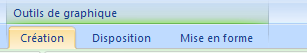 Outils de graphique
Création Disposition Mise en forme